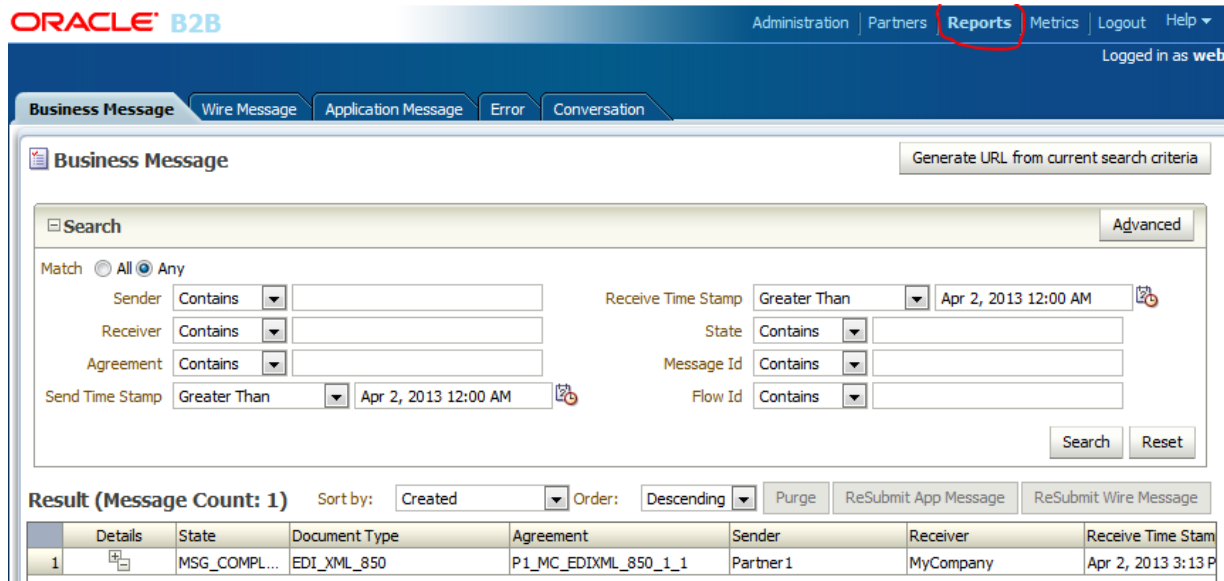 ORACLE B2B
Administration Partners Reports Metrics Logout Help
Logged in as web
Business Message Wire Message Application Message Error Conversation
Business Message Generate URL from current search criteria
Search Advanced
Match All Any
Sender Contains Receive Time Stamp Greater Than Apr 2, 2013 12:00 AM
Receiver Contains State Contains
Agreement Contains Message Id Contains
Send Time Stamp Greater Than Apr 2, 2013 12:00 AM Flow Id Contains
Search Reset
Result (Message Count: 1) Sort by: Created Order: Descending Purge ReSubmit App Message ReSubmit Wire Message
Details State Document Type Agreement Sender Receiver Receive Time Stam
1 MSG_COMPL... EDI_XML_850 P1_MC_EDIXML_850_1_1 Partner1 MyCompany Apr 2, 2013 3:13 P